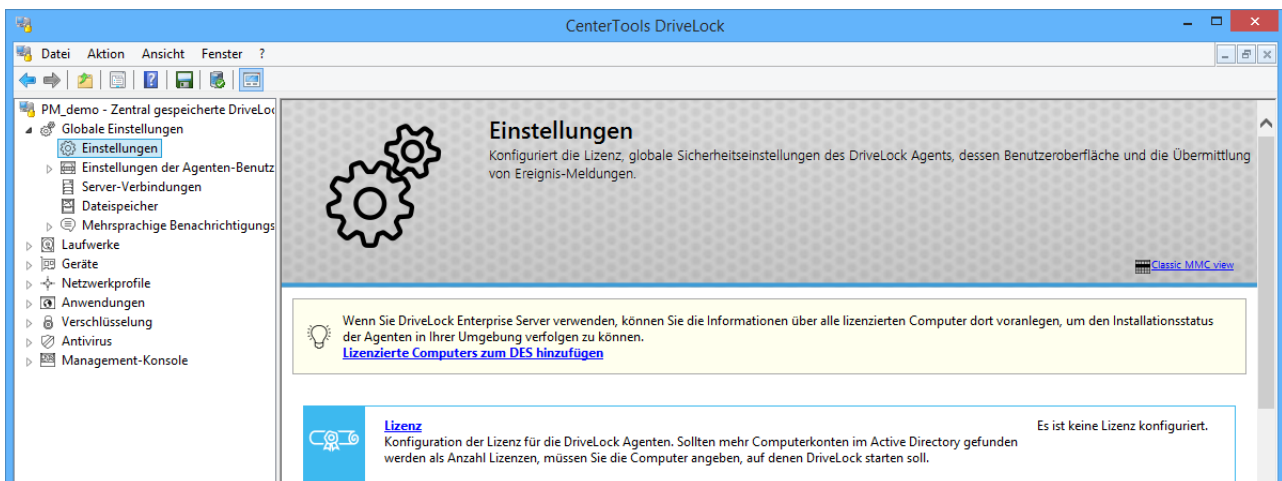 CenterTools DriveLock
Datei Aktion Ansicht Fenster ?
PM_demo - Zentral gespeicherte DriveLo
Globale Einstellungen
Einstellungen
Einstellungen der Agenten-Benutz
Server-Verbindungen
Dateispeicher
Mehrsprachige Benachrichtigungs
Laufwerke
Geräte
Netzwerkprofile
Anwendungen
Verschlüsselung
Antivirus
Management-Konsole
Einstellungen
Konfiguriert die Lizenz, globale Sicherheitseinstellungen des DriveLock Agents, dessen Benutzeroberfläche und die Übermittlung
von Ereignis-Meldungen.
Classic MMC view
Wenn Sie DriveLock Enterprise Server verwenden, können Sie die Informationen über alle lizenzierten Computer dort voranlegen, um den Installationsstatus
der Agenten in Ihrer Umgebung verfolgen zu können.
Lizenzierte Computers zum DES hinzufügen
Lizenz
Es ist keine Lizenz konfiguriert.
Konfiguration der Lizenz für die DriveLock Agenten. Sollten mehr Computerkonten im Active Directory gefunden
werden als Anzahl Lizenzen, müssen Sie die Computer angeben, auf denen DriveLock starten soll.